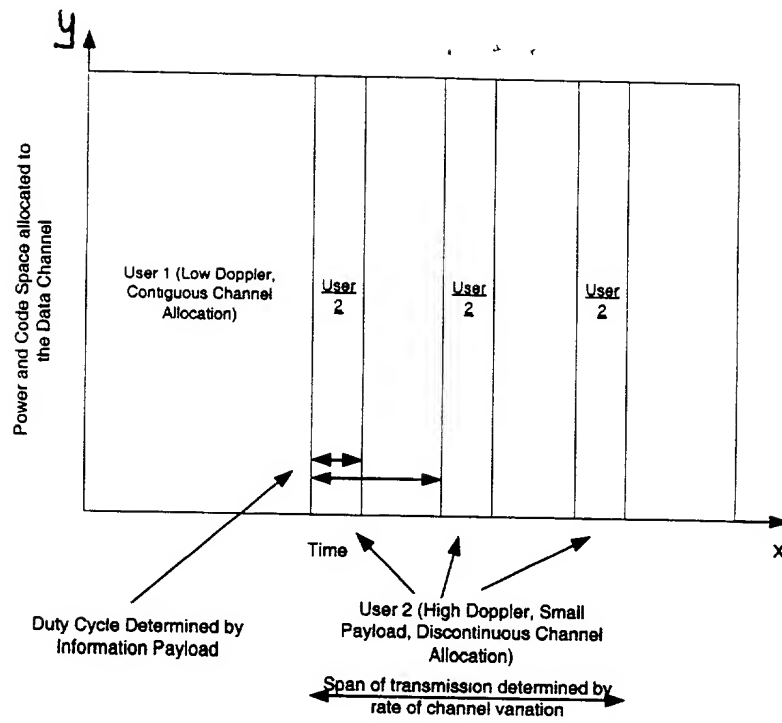 y
Power and Code Space allocated to
the Data Channel
User 1 (Low Doppler,
Contiguous Channel
Allocation)
User
2
User
2
User
2
Time
x
Duty Cycle Determined by
Information Payload
User 2 (High Doppler, Small
Payload, Discontinuous Channel
Allocation)
Span of transmission determined by
rate of channel variation